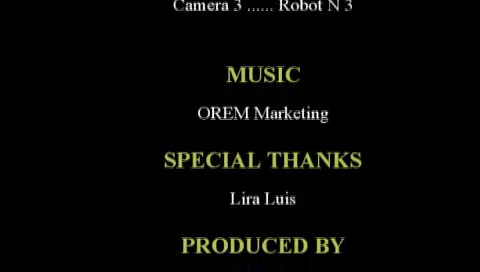 Camera 3 ...... Robot N 3
MUSIC
OREM Marketing
SPECIAL THANKS
Lira Luis
PRODUCED BY